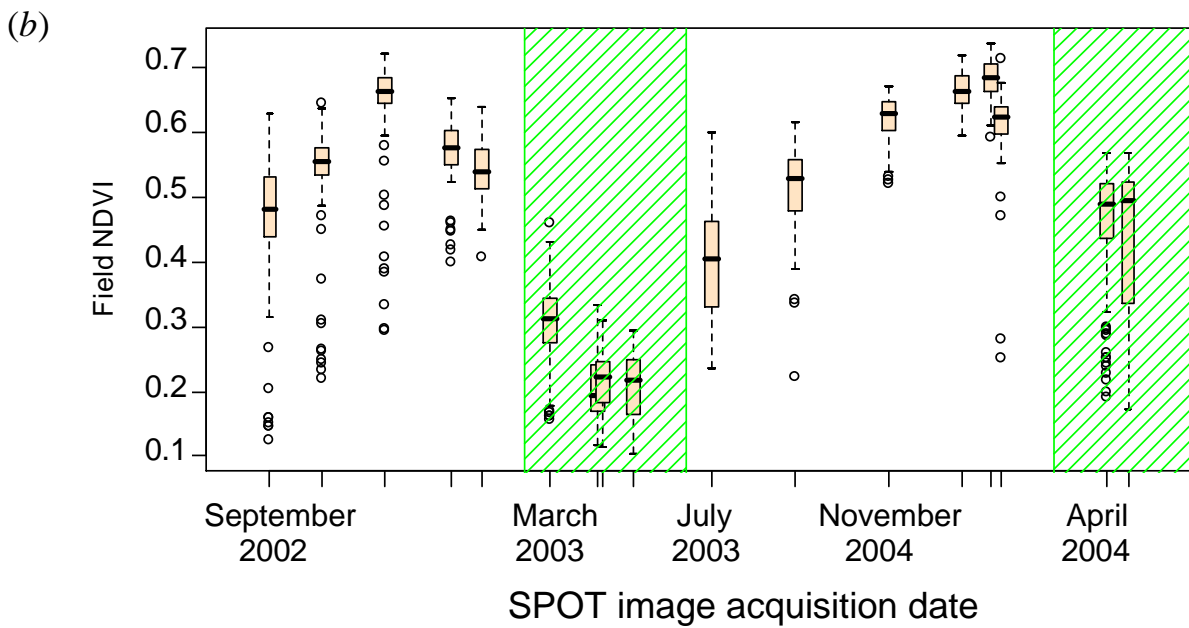 (b)
Field NDVI
0.7
0.6
0.5
0.4
0.3
0.2
0.1
September
2002
March
2003
July
2003
November
2004
April
2004
SPOT image acquisition date